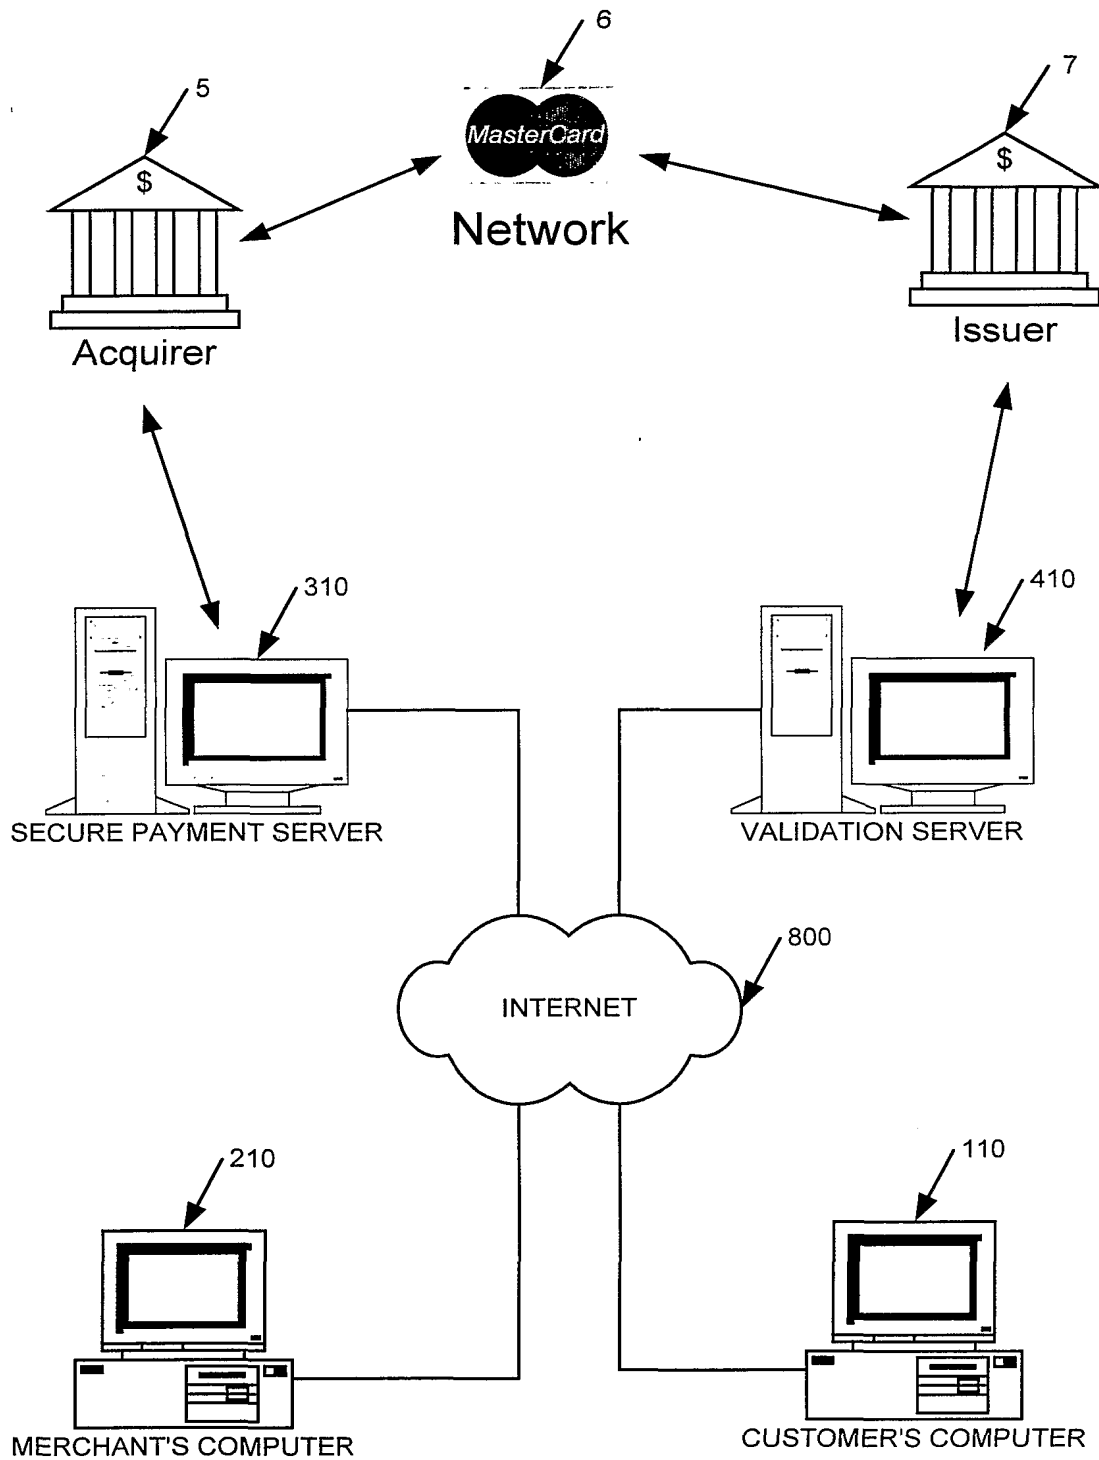 6
7
5
MasterCard
$
$
Network
Issuer
Acquirer
310
410
SECURE PAYMENT SERVER
VALIDATION SERVER
800
INTERNET
210
110
MERCHANT'S COMPUTER
CUSTOMER'S COMPUTER